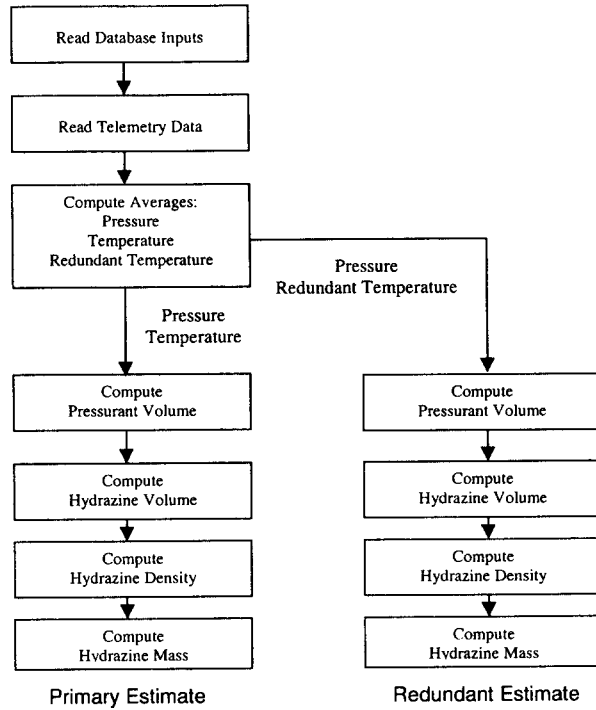 Read Database Inputs
Read Telemetry Data
Compute Averages:
Pressure
Temperature
Redundant Temperature
Pressure
Redundant Temperature
Pressure
Temperature
Compute
Pressurant Volume
Compute
Hydrazine Volume
Compute
Hydrazine Density
Compute
Hydrazine Mass
Primary Estimate
Compute
Pressurant Volume
Compute
Hydrazine Volume
Compute
Hydrazine Density
Compute
Hydrazine Mass
Redundant Estimate